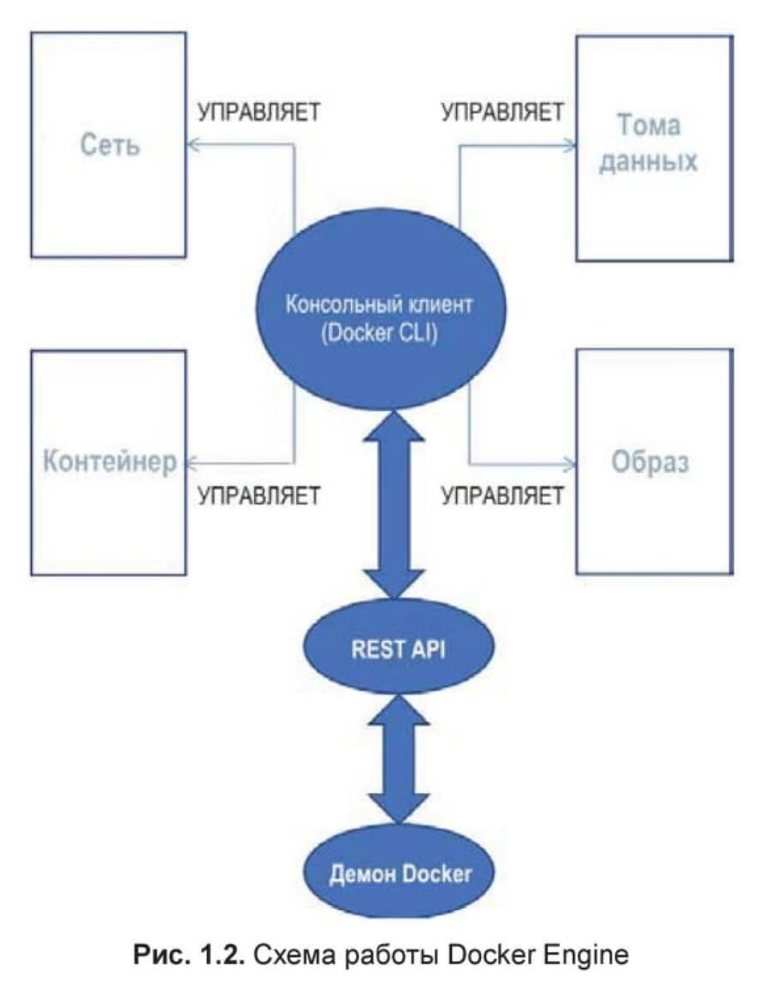 УПРАВЛЯЕТ
УПРАВЛЯЕТ
Сеть
Тома
данных
Консольный клиент
(Docker CLI)
Контейнер
Образ
УПРАВЛЯЕТ
УПРАВЛЯЕТ
REST API
Демон Docker
Рис. 1.2. Схема работы Docker Engine